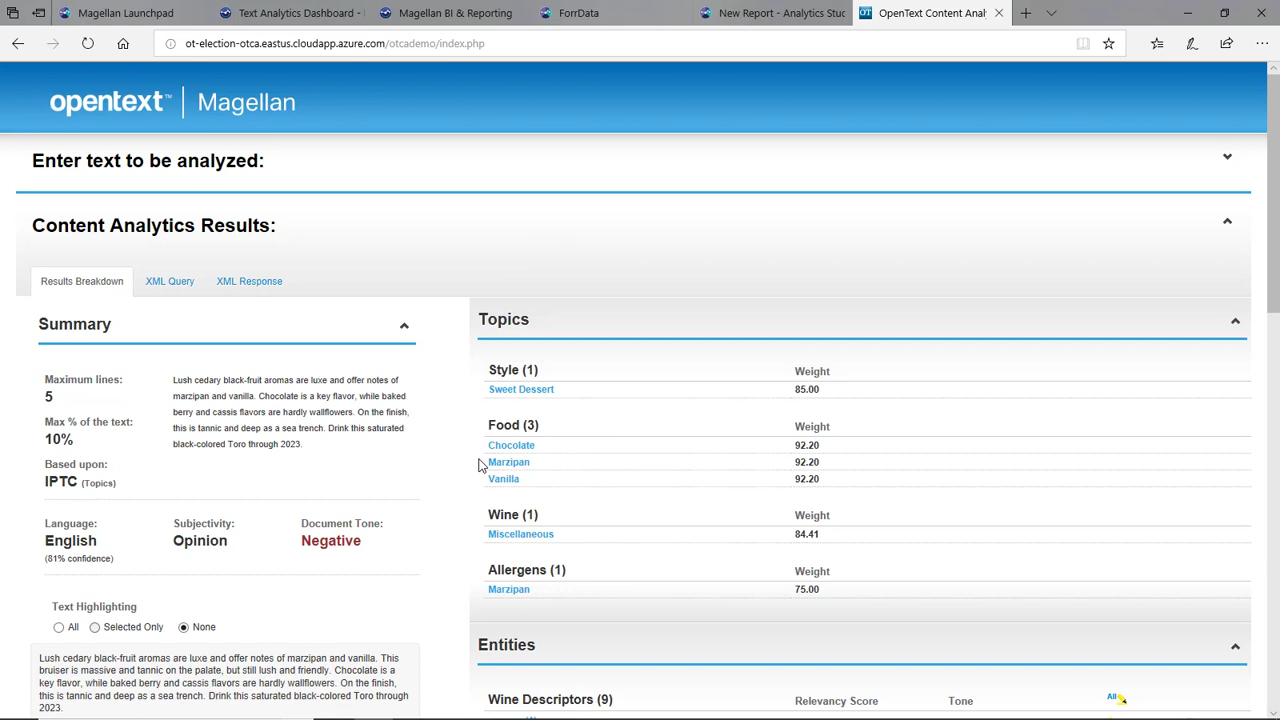 Magellan Launchpad
Text Analytics Dashboard -
Magellan BI & Reporting
ForrData
New Report - Analytics Stud
OT OpenText Content Anal
ot-election-otca.eastus.cloudapp.azure.com/otcademo/index.php
opentext™ | Magellan
Enter text to be analyzed:
Content Analytics Results:
Results Breakdown XML Query XML Response
Summary
Maximum lines:
5
Max % of the text:
10%
Based upon:
IPTC (Topics)
Lush cedary black-fruit aromas are luxe and offer notes of
marzipan and vanilla. Chocolate is a key flavor, while baked
berry and cassis flavors are hardly wallflowers. On the finish,
this is tannic and deep as a sea trench. Drink this saturated
black-colored Toro through 2023.
Language: Subjectivity: Document Tone:
English Opinion Negative
(81% confidence)
Text Highlighting
All Selected Only None
Lush cedary black-fruit aromas are luxe and offer notes of marzipan and vanilla. This
bruiser is massive and tannic on the palate, but still lush and friendly. Chocolate is a
key flavor, while baked berry and cassis flavors are hardly wallflowers. On the finish,
this is tannic and deep as a sea trench. Drink this saturated black-colored Toro through
2023.
Topics
Style (1) Weight
Sweet Dessert 85.00
Food (3) Weight
Chocolate 92.20
Marzipan 92.20
Vanilla 92.20
Wine (1) Weight
Miscellaneous 84.41
Allergens (1) Weight
Marzipan 75.00
Entities
Wine Descriptors (9) Relevancy Score Tone All